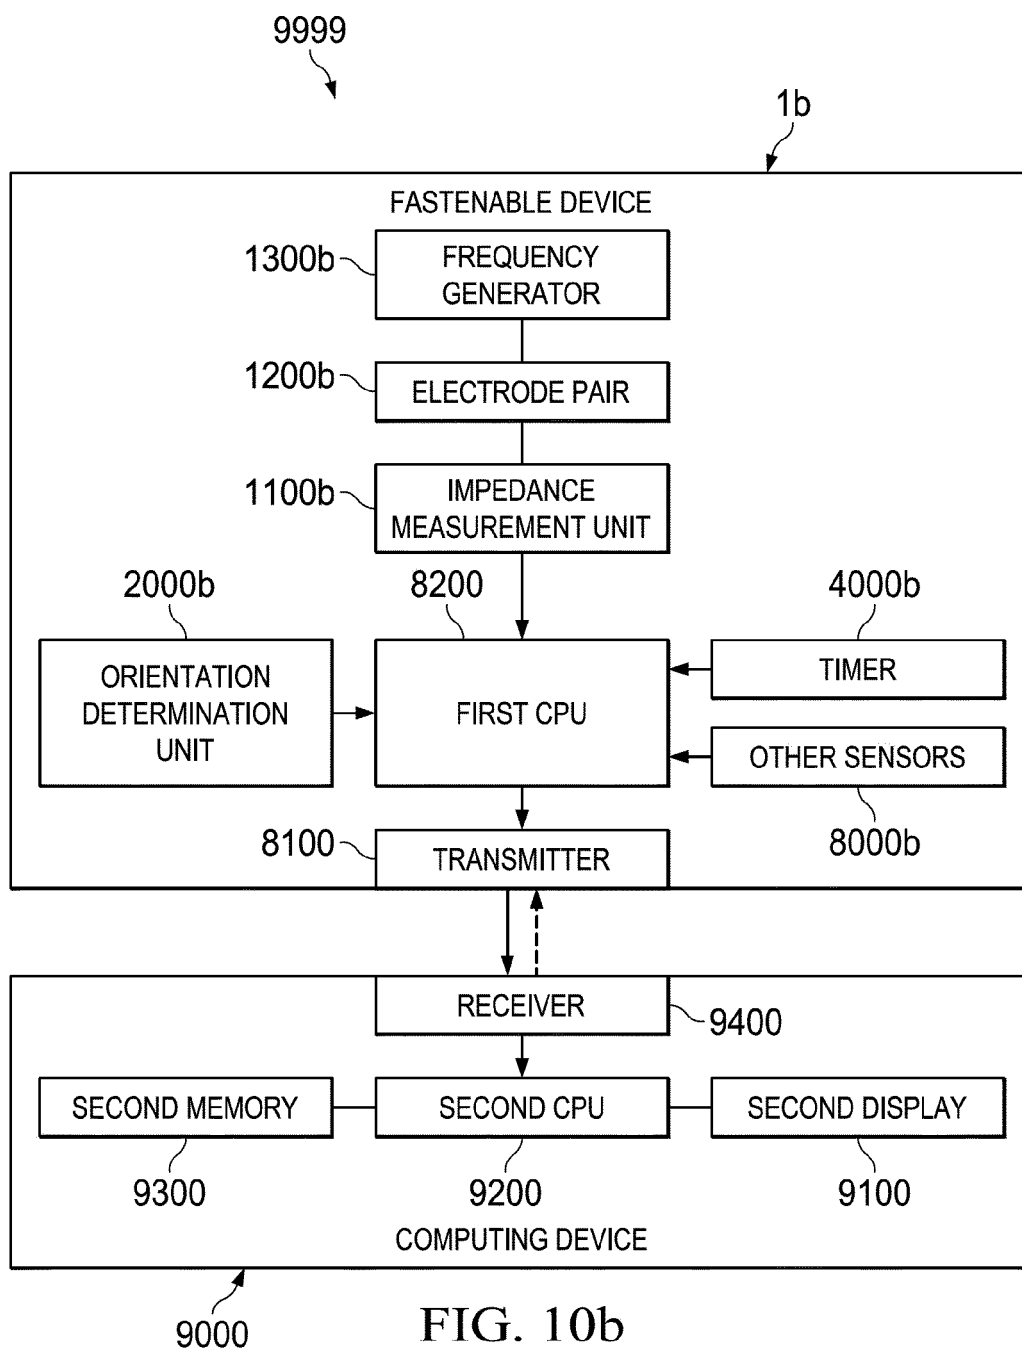 9999
1b
FASTENABLE DEVICE
1300b
FREQUENCY
GENERATOR
1200b
ELECTRODE PAIR
1100b
IMPEDANCE
MEASUREMENT UNIT
2000b
8200
4000b
ORIENTATION
DETERMINATION
UNIT
FIRST CPU
TIMER
OTHER SENSORS
8100
TRANSMITTER
8000b
RECEIVER
9400
SECOND MEMORY
SECOND CPU
SECOND DISPLAY
9300
9200
9100
COMPUTING DEVICE
9000
FIG. 10b